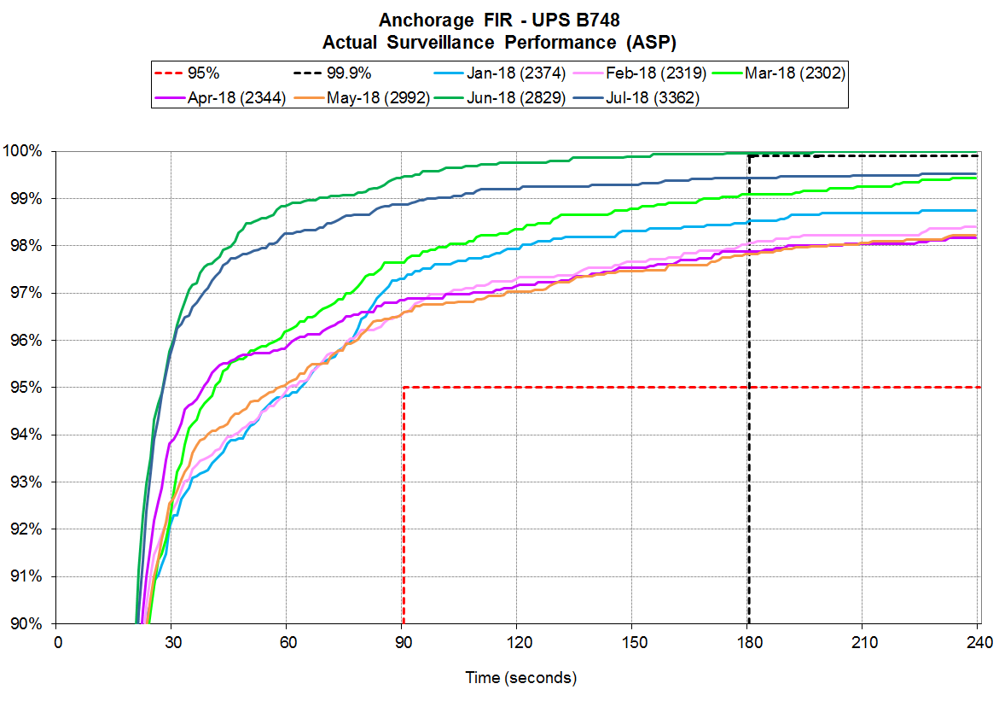 Anchorage FIR - UPS B748
Actual Surveillance Performance (ASP)
95% 99.9% Jan-18 (2374) Feb-18 (2319) Mar-18 (2302)
Apr-18 (2344) May-18 (2992) Jun-18 (2829) Jul-18 (3362)
100%
99%
98%
97%
96%
95%
94%
93%
92%
91%
90%
0 30 60 90 120 150 180 210 240
Time (seconds)